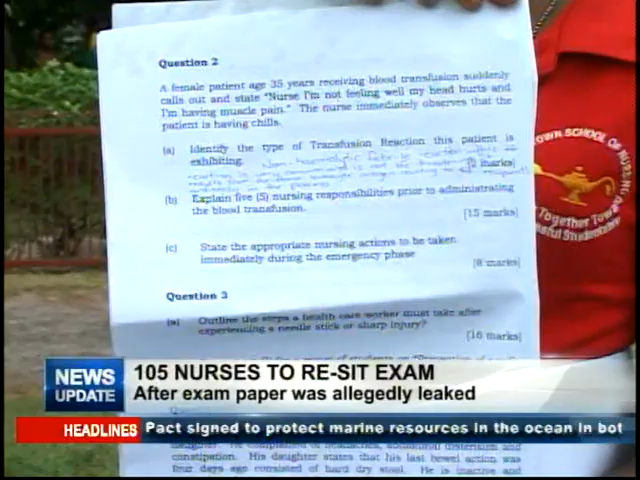 Question 2
A female patient age 35 years receiving blood transfusion suddenly
calls out and state "Nurse I'm not feeling well my head hurts and
I'm having muscle pain." The nurse immediately observes that the
patient is having chills.
(a) Identify the type of Transfusion Reaction this patient is
exhibiting. [2 marks]
(b) Explain five (5) nursing responsibilities prior to administrating
the blood transfusion.
[15 marks]
(c) State the appropriate nursing actions to be taken
immediately during the emergency phase
[8 marks]
Question 3
(a) Outline the steps a health care worker must take after
experiencing a needle stick or sharp injury?
[16 marks]
TOWN SCHOOL OF NURSING
Together Tow
NEWS
UPDATE
105 NURSES TO RE-SIT EXAM
After exam paper was allegedly leaked
HEADLINES
Pact signed to protect marine resources in the ocean in bot
constipation. His daughter states that his last bowel action was
four days ago consisted of hard dry stool. He is inactive and